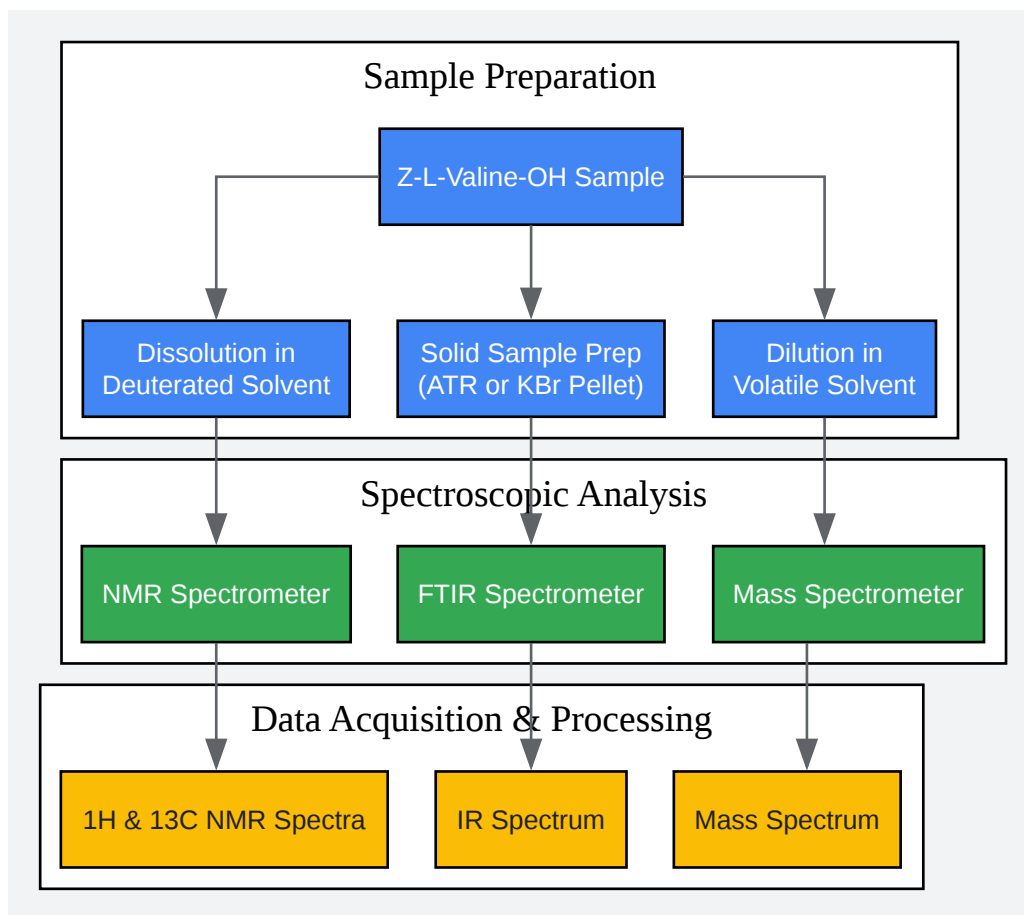 Sample Preparation
Z-L-Valine-OH Sample
Dissolution in
Deuterated Solvent
Solid Sample Prep
(ATR or KBr Pellet)
Dilution in
Volatile Solvent
Spectroscopic Analysis
NMR Spectrometer
FTIR Spectrometer
Mass Spectrometer
Data Acquisition & Processing
1H & 13C NMR Spectra
IR Spectrum
Mass Spectrum